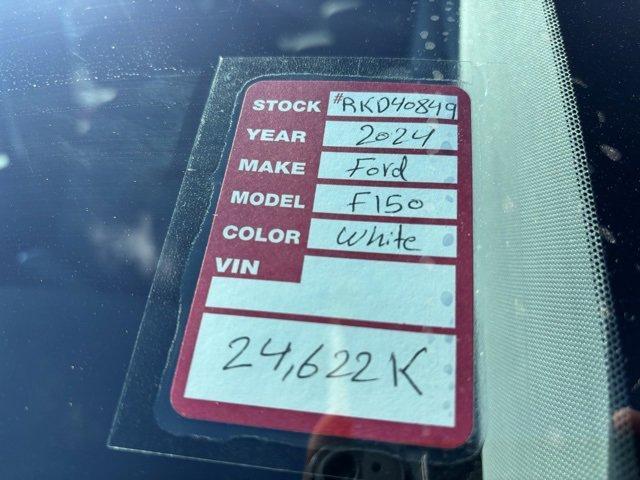 STOCK #RKD40849
YEAR 2024
MAKE Ford
MODEL F150
COLOR White
VIN
24,622K